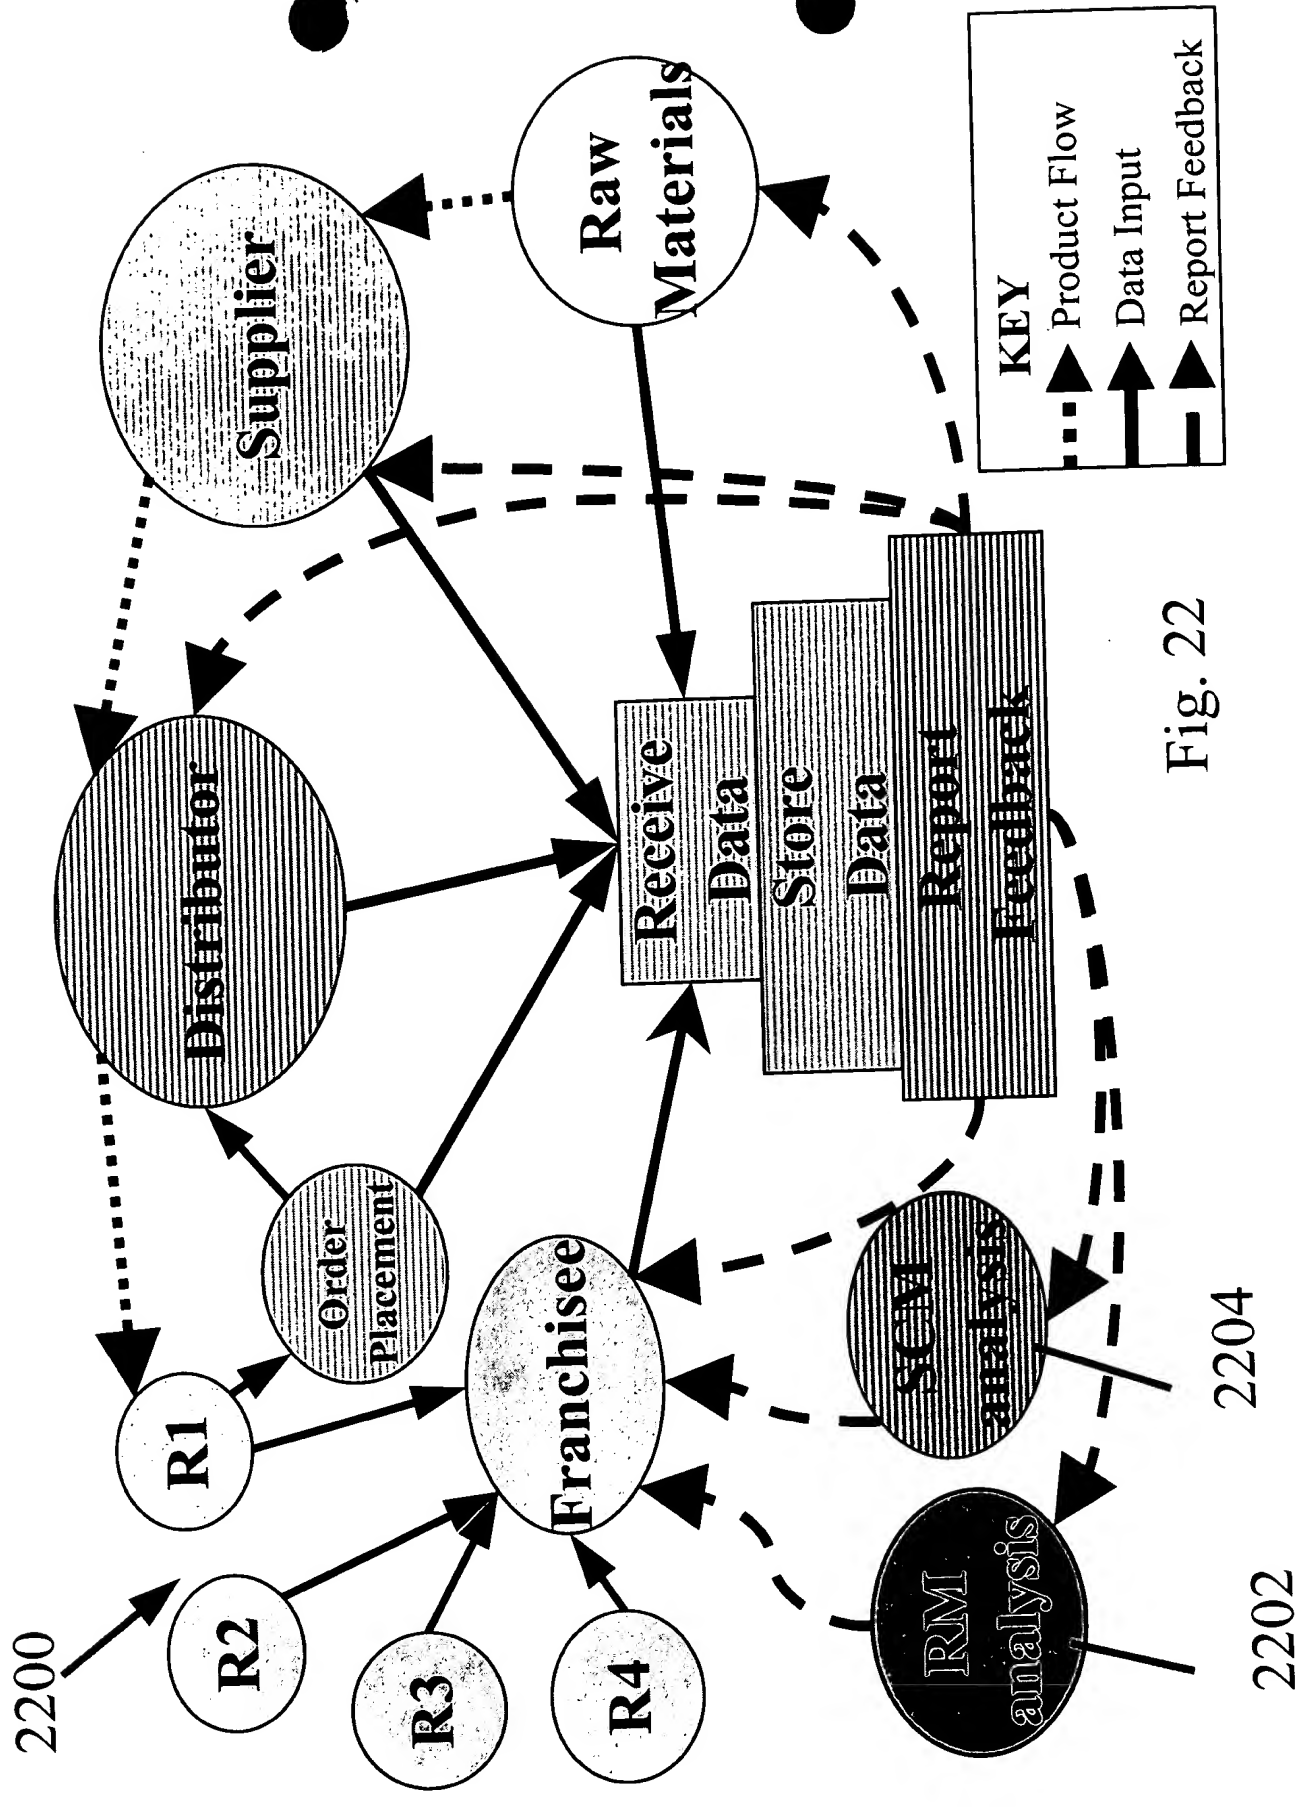 2200
R1
R2
R3
R4
Order
Placement
Distributor
Supplier
Raw
Materials
Franchisee
Receive
Data
Store
Data
Report
Feedback
RM
analysis
SCM
analysis
2202
2204
KEY
Product Flow
Data Input
Report Feedback
Fig. 22